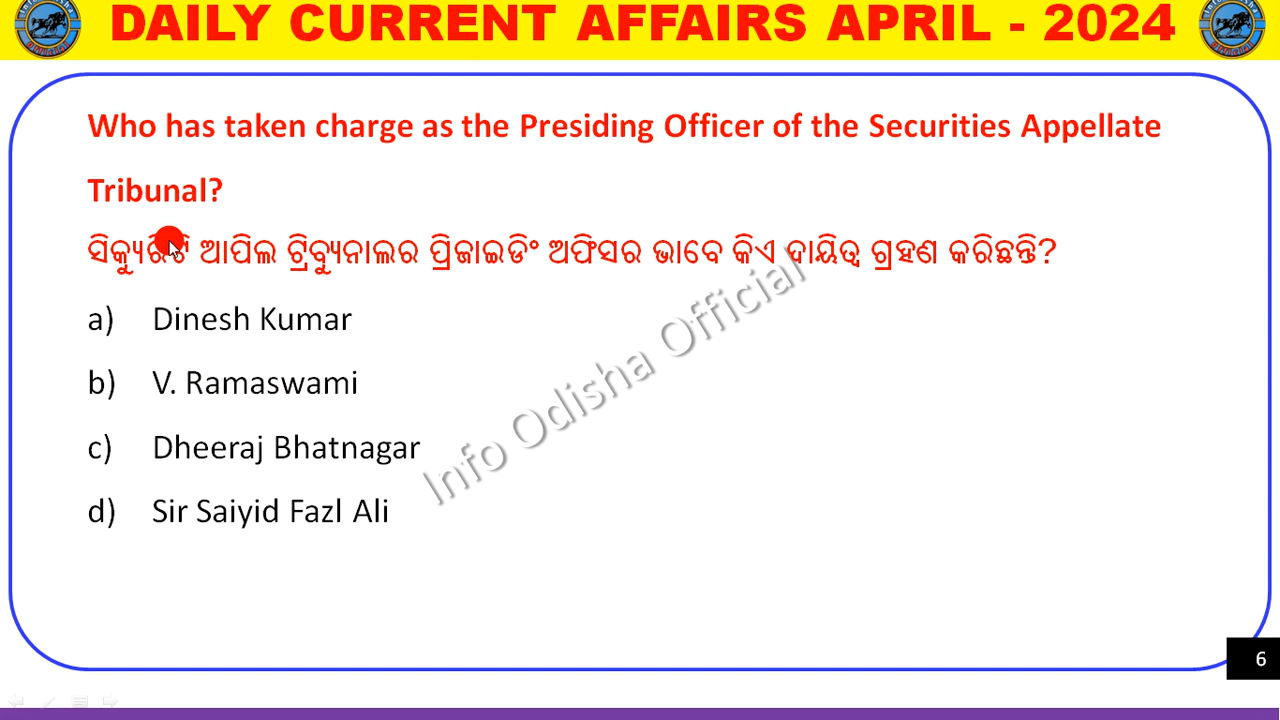 DAILY CURRENT AFFAIRS APRIL - 2024
Who has taken charge as the Presiding Officer of the Securities Appellate
Tribunal?
ସିକ୍ୟୁରିଟି ଆପିଲ ଟ୍ରିବ୍ୟୁନାଲର ପ୍ରିଜାଇଡିଂ ଅଫିସର ଭାବେ କିଏ ଦାୟିତ୍ୱ ଗ୍ରହଣ କରିଛନ୍ତି?
a) Dinesh Kumar
b) V. Ramaswami
c) Dheeraj Bhatnagar
d) Sir Saiyid Fazl Ali
Info Odisha Official
6